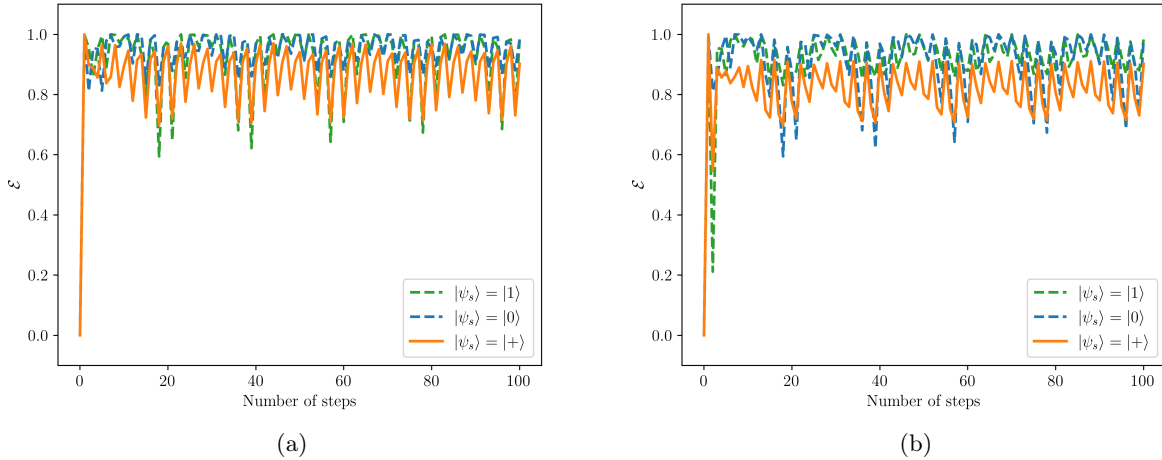 1.0
0.8
0.6
0.4
0.2
0.0
ℰ
0 20 40 60 80 100
Number of steps
|ψₛ⟩ = |1⟩
|ψₛ⟩ = |0⟩
|ψₛ⟩ = |+⟩
(a)
1.0
0.8
0.6
0.4
0.2
0.0
ℰ
0 20 40 60 80 100
Number of steps
|ψₛ⟩ = |1⟩
|ψₛ⟩ = |0⟩
|ψₛ⟩ = |+⟩
(b)